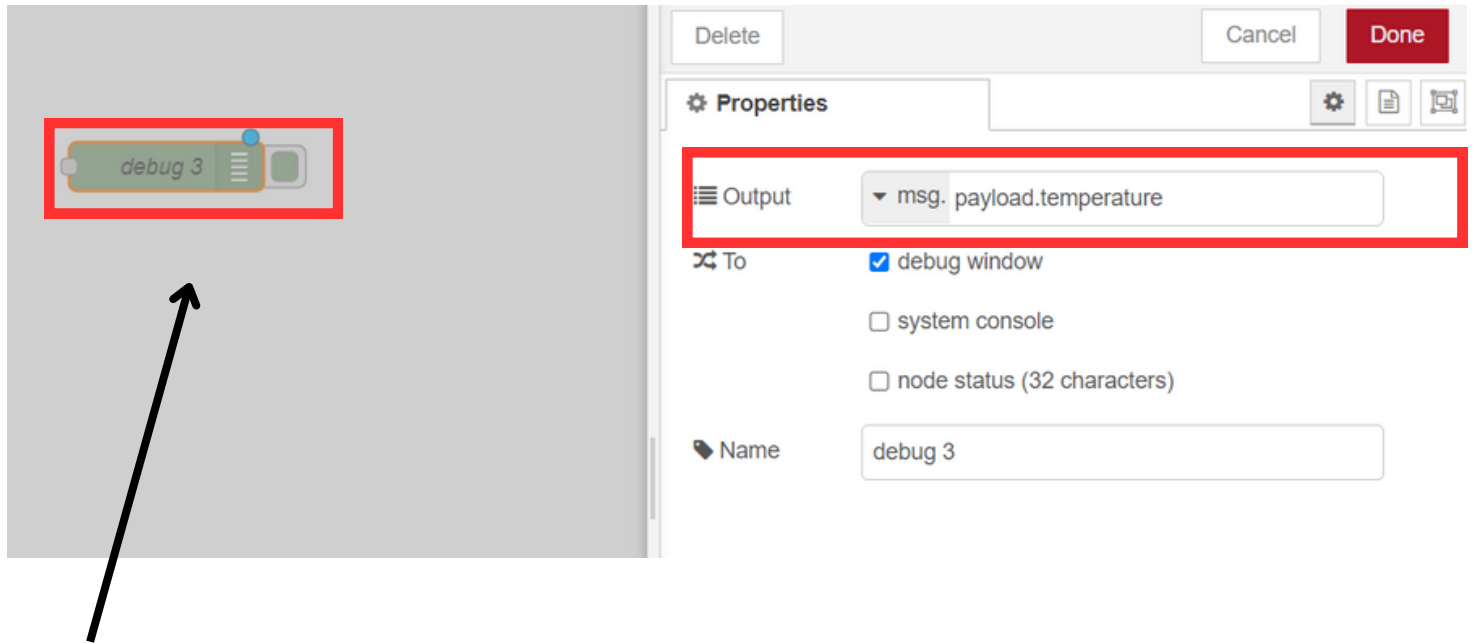 debug 3
Delete
Cancel
Done
Properties
Output
msg. payload.temperature
To
debug window
system console
node status (32 characters)
Name
debug 3